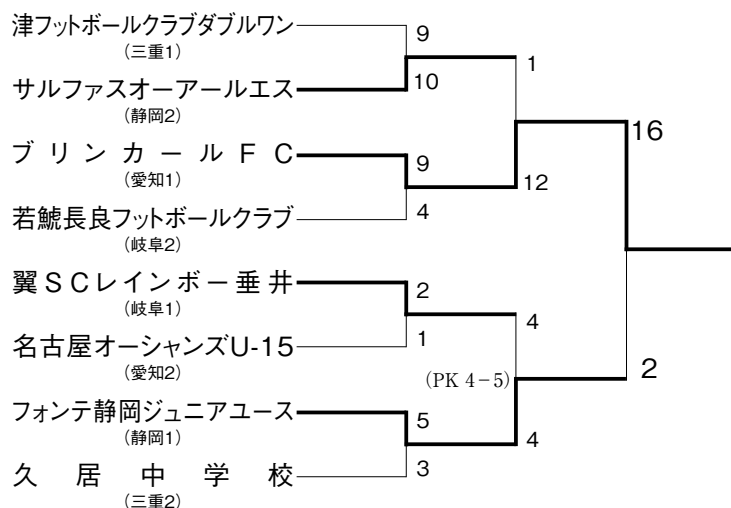 津フットボールクラブダブルワン
(三重1)
9
1
サルファスオーアールエス
(静岡2)
10
16
ブリンカールFC
(愛知1)
9
12
若鯱長良フットボールクラブ
(岐阜2)
4
翼SCレインボー垂井
(岐阜1)
2
4
名古屋オーシャンズU-15
(愛知2)
1
(PK 4−5)
2
フォンテ静岡ジュニアユース
(静岡1)
5
4
久居中学校
(三重2)
3